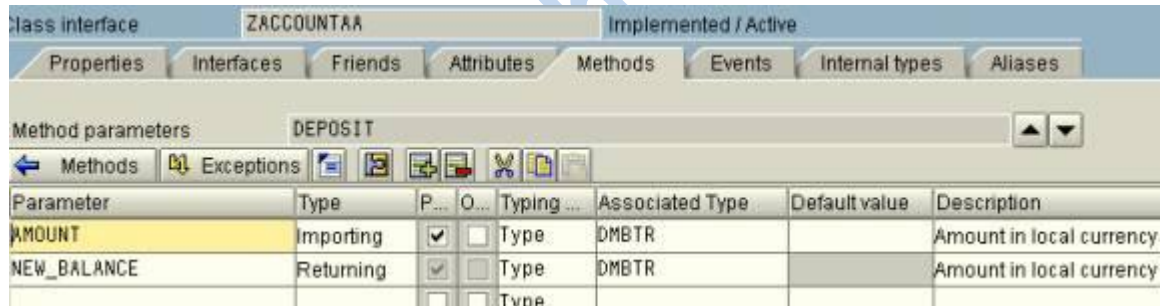 Class interface ZACCOUNTAA Implemented / Active
Properties Interfaces Friends Attributes Methods Events Internal types Aliases
Method parameters DEPOSIT
Methods Exceptions
Parameter Type P... O... Typing ... Associated Type Default value Description
AMOUNT Importing Type DMBTR Amount in local currency
NEW_BALANCE Returning Type DMBTR Amount in local currency
Type